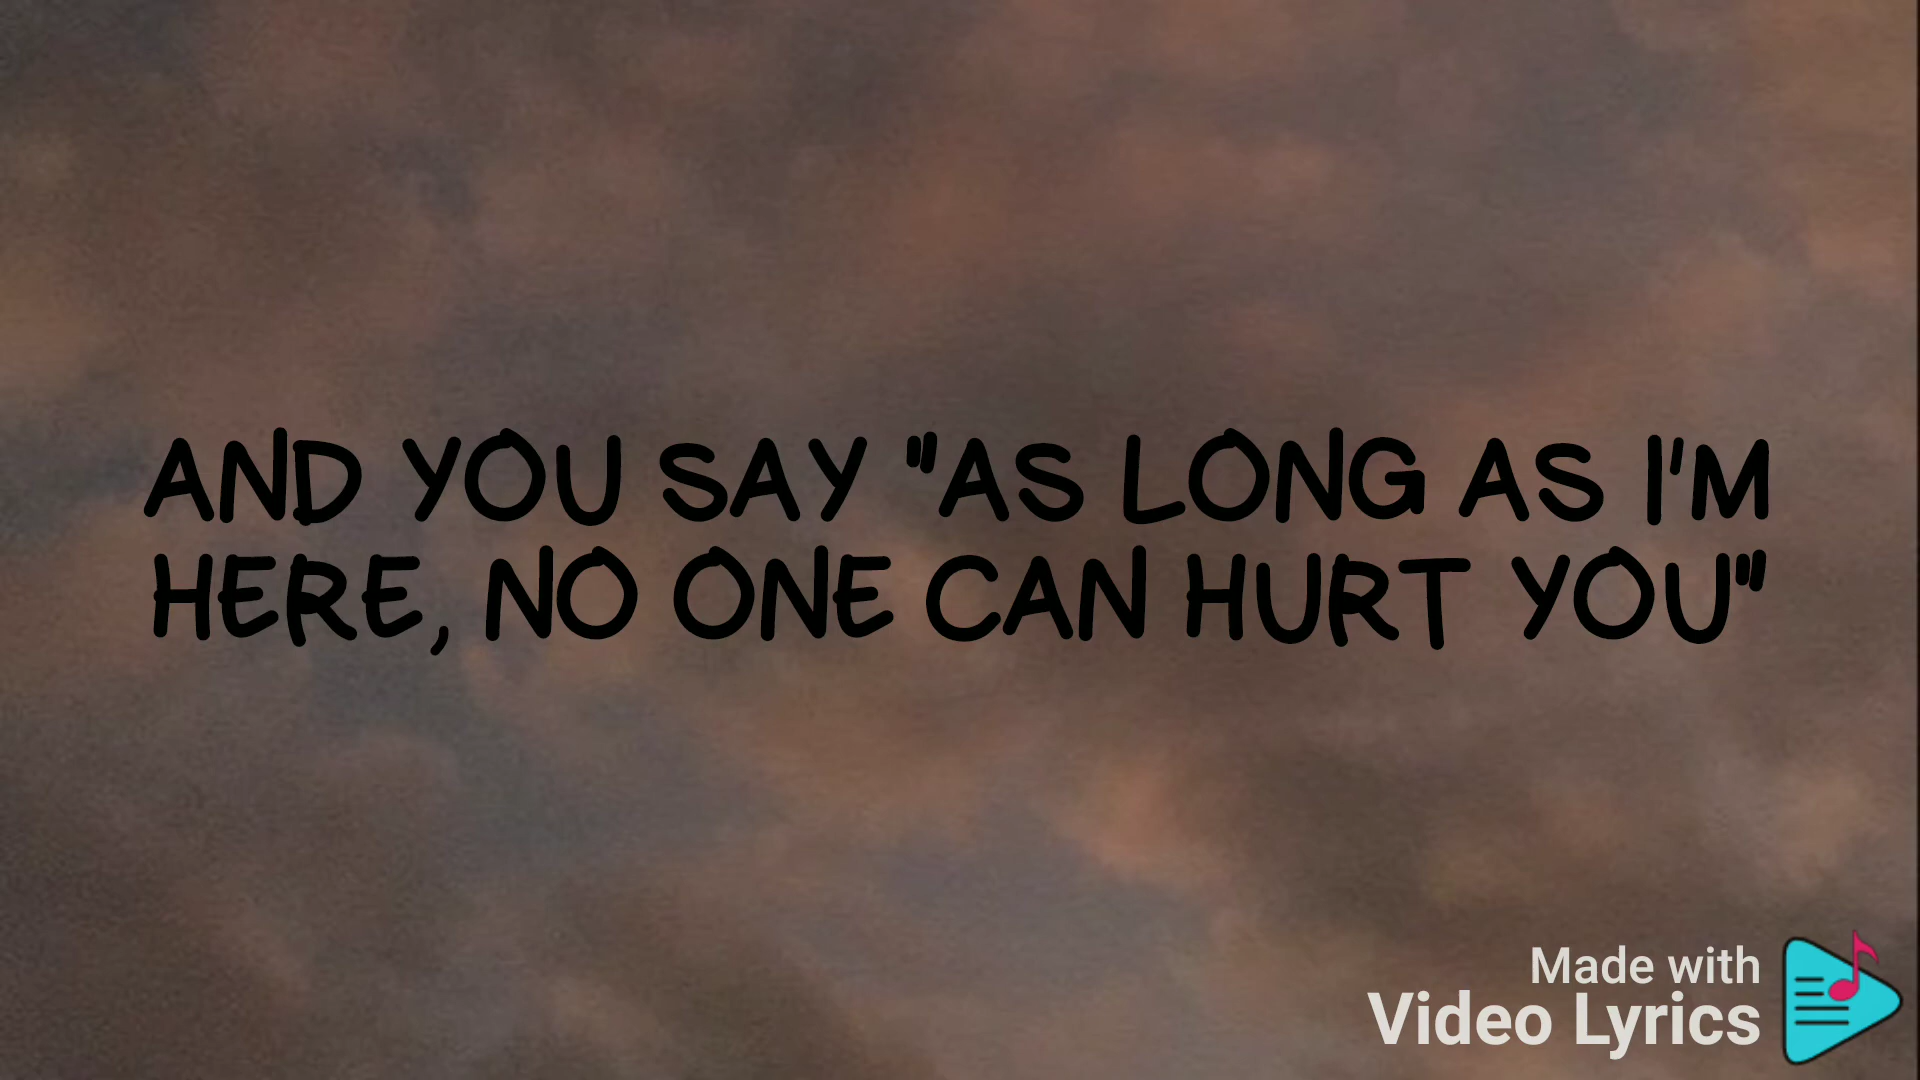 AND YOU SAY "AS LONG AS I'M
HERE, NO ONE CAN HURT YOU"
Made with
Video Lyrics